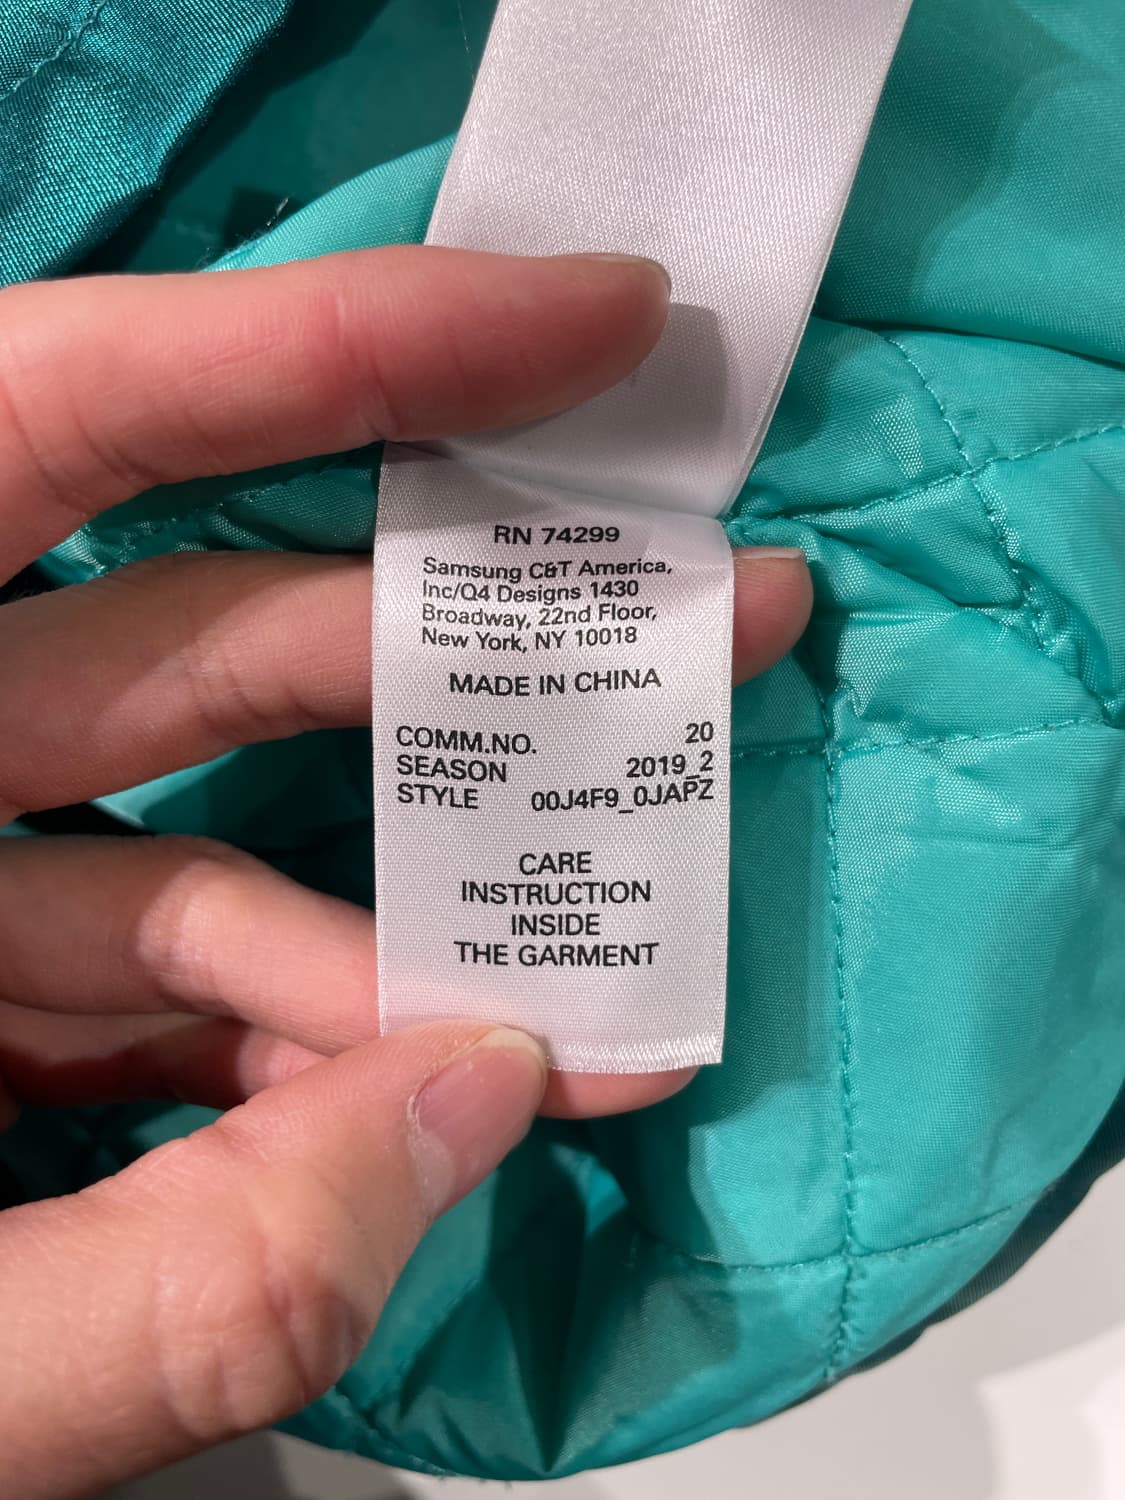 RN 74299
Samsung C&T America,
Inc/Q4 Designs 1430
Broadway, 22nd Floor,
New York, NY 10018
MADE IN CHINA
COMM.NO. 20
SEASON 2019_2
STYLE 00J4F9_0JAPZ
CARE
INSTRUCTION
INSIDE
THE GARMENT